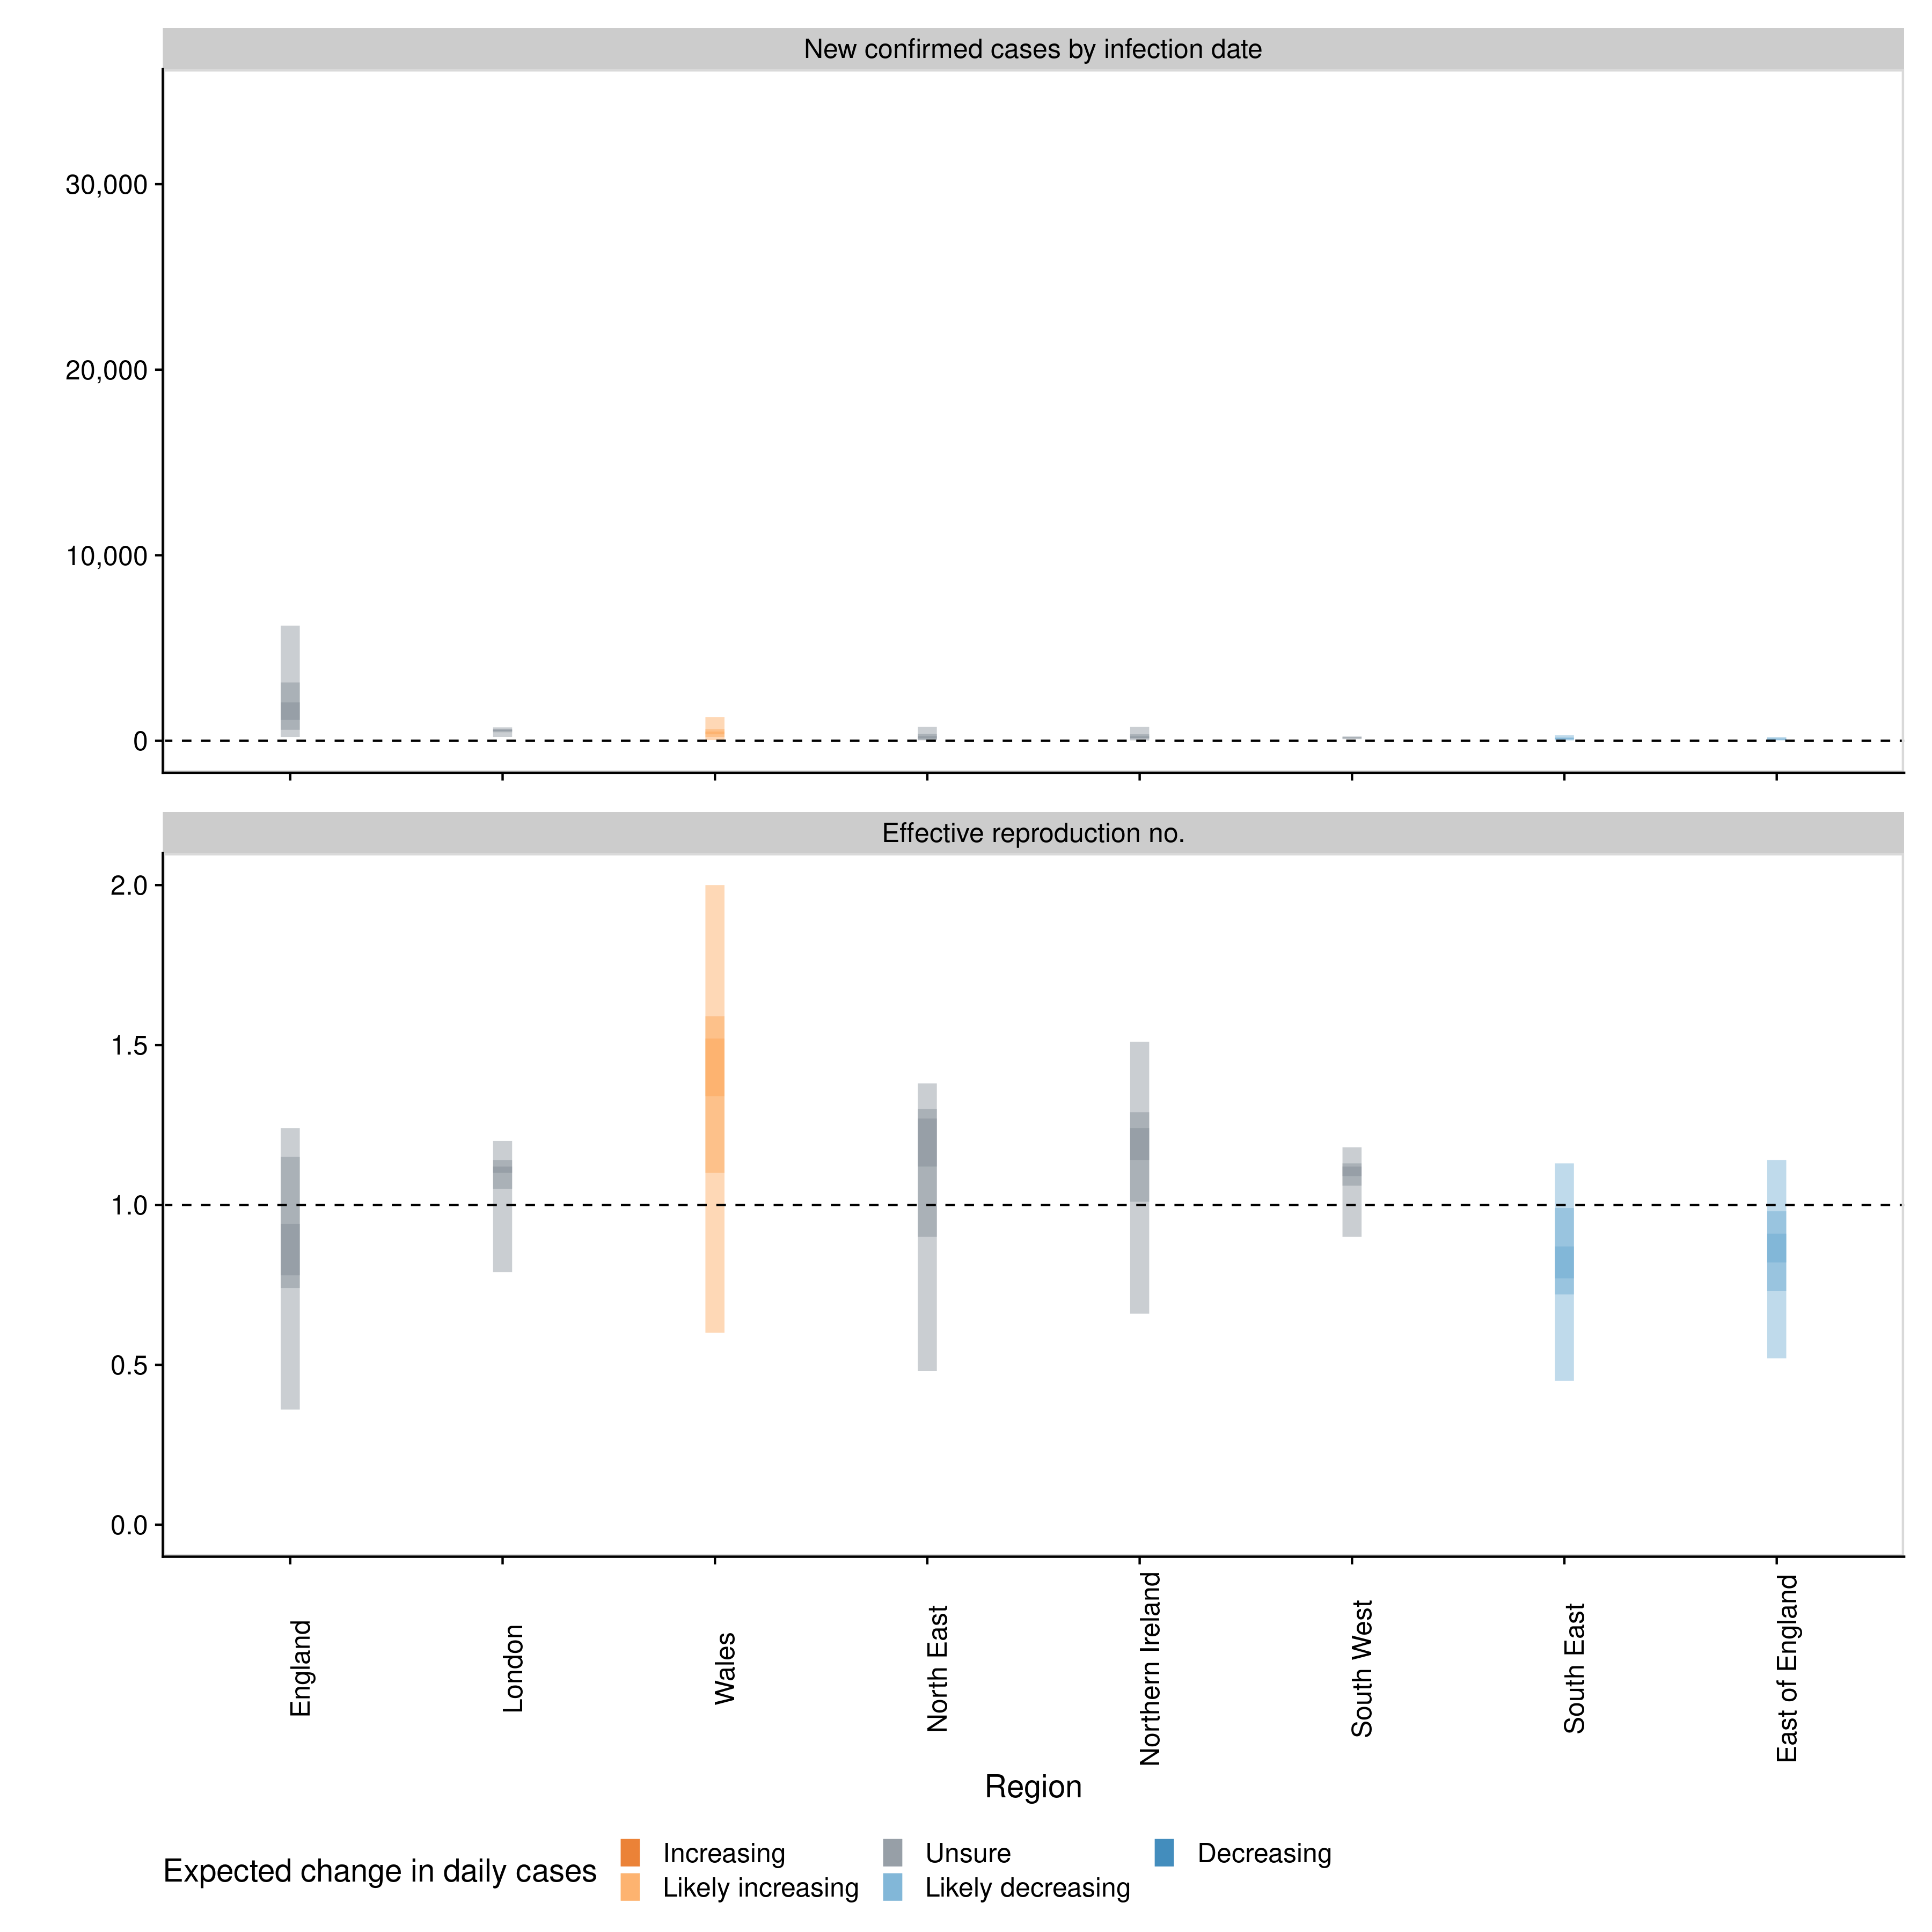 New confirmed cases by infection date
30,000
20,000
10,000
0
Effective reproduction no.
2.0
1.5
1.0
0.5
0.0
England
London
Wales
North East
Northern Ireland
South West
South East
East of England
Region
Expected change in daily cases
Increasing
Unsure
Decreasing
Likely increasing
Likely decreasing